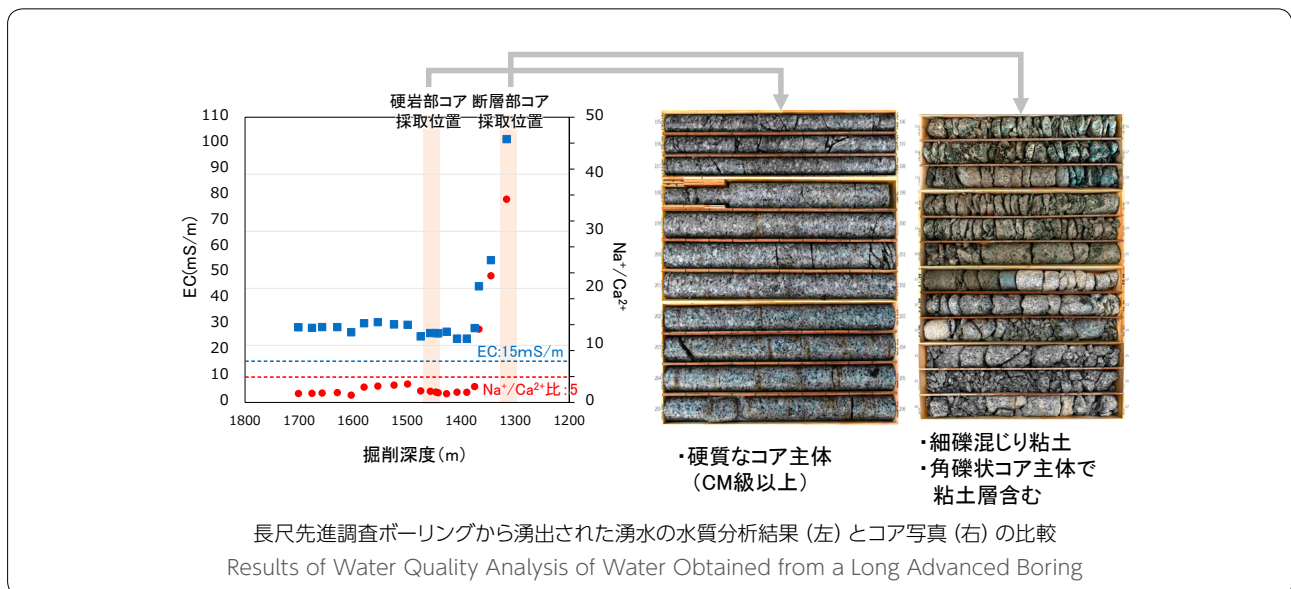 硬岩部コア 断層部コア
採取位置 採取位置
110
100
90
80
70
60
50
40
30
20
10
0
EC(mS/m)
50
40
30
20
10
0
Na⁺/Ca²⁺
EC:15mS/m
Na⁺/Ca²⁺比:5
1800 1700 1600 1500 1400 1300 1200
掘削深度(m)
・硬質なコア主体
(CM級以上)
・細礫混じり粘土
・角礫状コア主体で
粘土層含む
長尺先進調査ボーリングから湧出された湧水の水質分析結果 (左) とコア写真 (右) の比較
Results of Water Quality Analysis of Water Obtained from a Long Advanced Boring